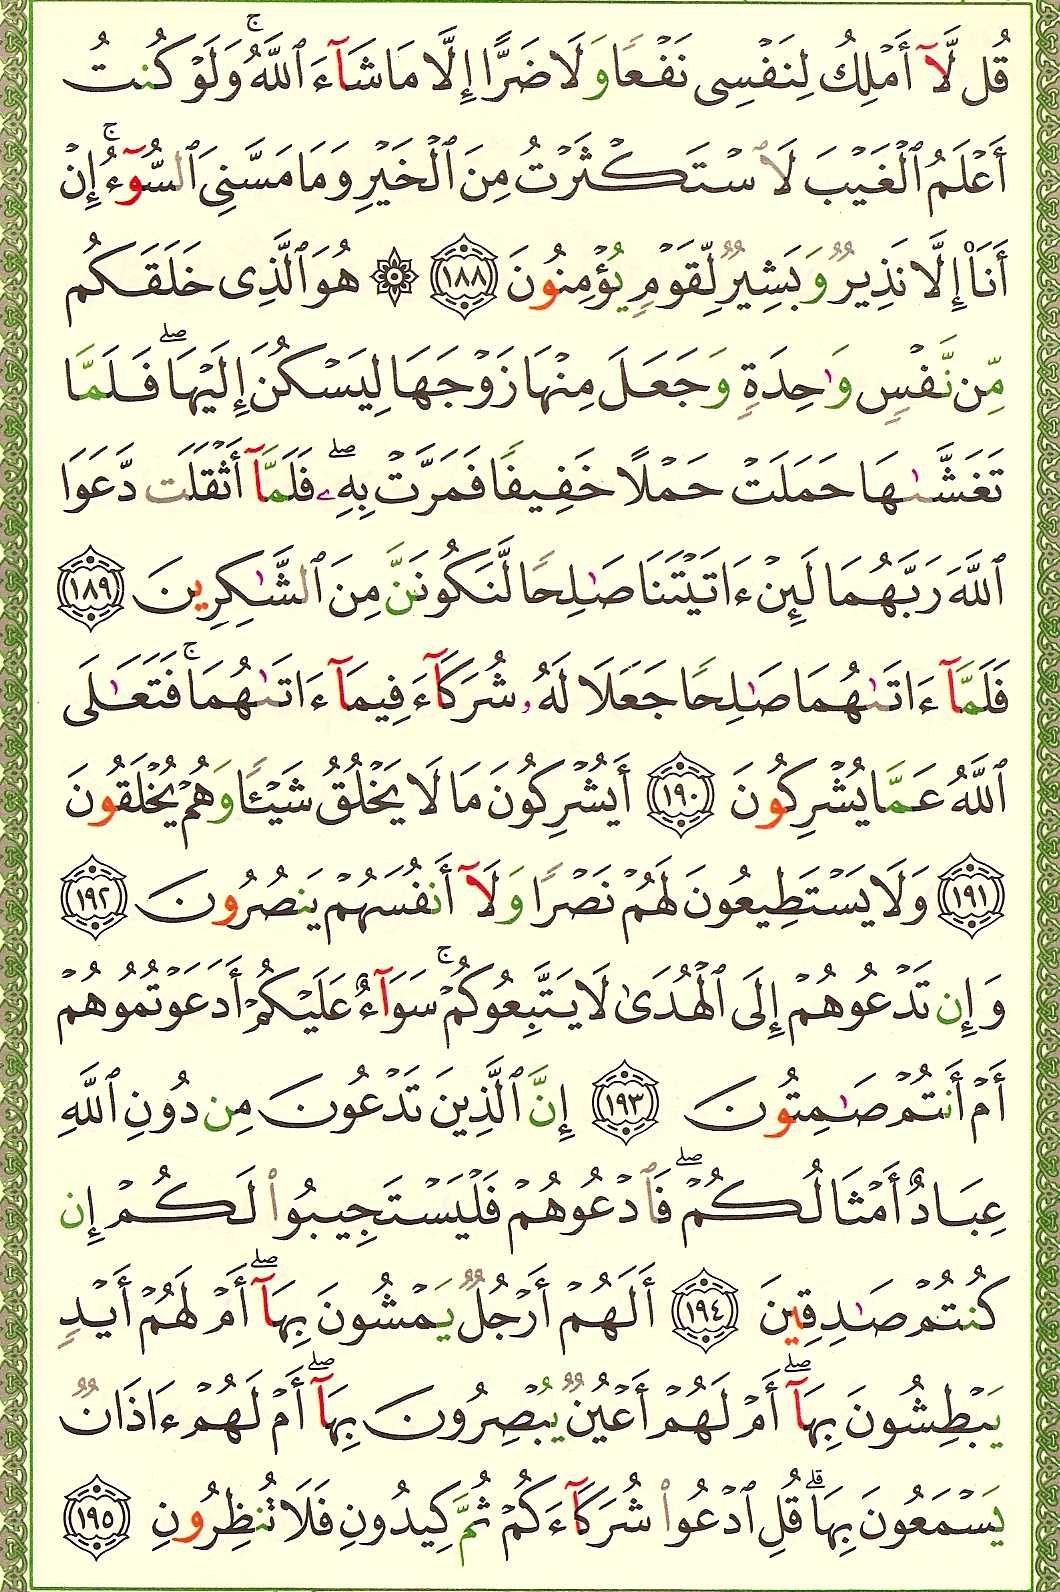 قُل لَّآ أَمْلِكُ لِنَفْسِى نَفْعًا وَلَا ضَرًّا إِلَّا مَا شَآءَ ٱللَّهُ ۚ وَلَوْ كُنتُ
أَعْلَمُ ٱلْغَيْبَ لَٱسْتَكْثَرْتُ مِنَ ٱلْخَيْرِ وَمَا مَسَّنِىَ ٱلسُّوٓءُ ۚ إِنْ
أَنَا۠ إِلَّا نَذِيرٌ وَبَشِيرٌ لِّقَوْمٍ يُؤْمِنُونَ ١٨٨ ۞ هُوَ ٱلَّذِى خَلَقَكُم
مِّن نَّفْسٍ وَٰحِدَةٍ وَجَعَلَ مِنْهَا زَوْجَهَا لِيَسْكُنَ إِلَيْهَا ۖ فَلَمَّا
تَغَشَّىٰهَا حَمَلَتْ حَمْلًا خَفِيفًا فَمَرَّتْ بِهِۦ ۖ فَلَمَّآ أَثْقَلَت دَّعَوَا
ٱللَّهَ رَبَّهُمَا لَئِنْ ءَاتَيْتَنَا صَٰلِحًا لَّنَكُونَنَّ مِنَ ٱلشَّٰكِرِينَ ١٨٩
فَلَمَّآ ءَاتَىٰهُمَا صَٰلِحًا جَعَلَا لَهُۥ شُرَكَآءَ فِيمَآ ءَاتَىٰهُمَا ۚ فَتَعَٰلَى
ٱللَّهُ عَمَّا يُشْرِكُونَ ١٩٠ أَيُشْرِكُونَ مَا لَا يَخْلُقُ شَيْـًٔا وَهُمْ يُخْلَقُونَ
١٩١ وَلَا يَسْتَطِيعُونَ لَهُمْ نَصْرًا وَلَآ أَنفُسَهُمْ يَنصُرُونَ ١٩٢
وَإِن تَدْعُوهُمْ إِلَى ٱلْهُدَىٰ لَا يَتَّبِعُوكُمْ ۚ سَوَآءٌ عَلَيْكُمْ أَدَعَوْتُمُوهُمْ
أَمْ أَنتُمْ صَٰمِتُونَ ١٩٣ إِنَّ ٱلَّذِينَ تَدْعُونَ مِن دُونِ ٱللَّهِ
عِبَادٌ أَمْثَالُكُمْ ۖ فَٱدْعُوهُمْ فَلْيَسْتَجِيبُوا۟ لَكُمْ إِن
كُنتُمْ صَٰدِقِينَ ١٩٤ أَلَهُمْ أَرْجُلٌ يَمْشُونَ بِهَآ ۖ أَمْ لَهُمْ أَيْدٍ
يَبْطِشُونَ بِهَآ ۖ أَمْ لَهُمْ أَعْيُنٌ يُبْصِرُونَ بِهَآ ۖ أَمْ لَهُمْ ءَاذَانٌ
يَسْمَعُونَ بِهَا ۗ قُلِ ٱدْعُوا۟ شُرَكَآءَكُمْ ثُمَّ كِيدُونِ فَلَا تُنظِرُونِ ١٩٥